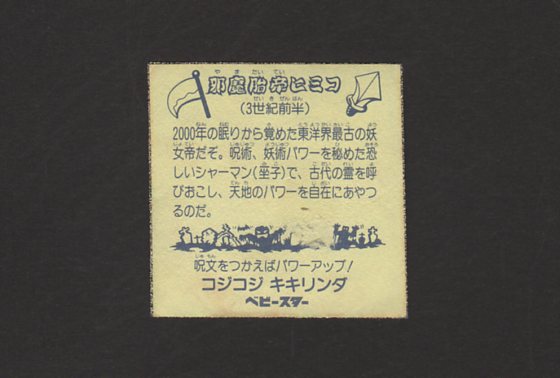 邪魔胎帝ヒミコ
(3世紀前半)
2000年の眠りから覚めた東洋界最古の妖
女帝だぞ。呪術、妖術パワーを秘めた恐
しいシャーマン(巫子)で、古代の霊を呼
びおこし、天地のパワーを自在にあやつ
るのだ。
呪文をつかえばパワーアップ!
コジコジ キキリンダ
ベビースター